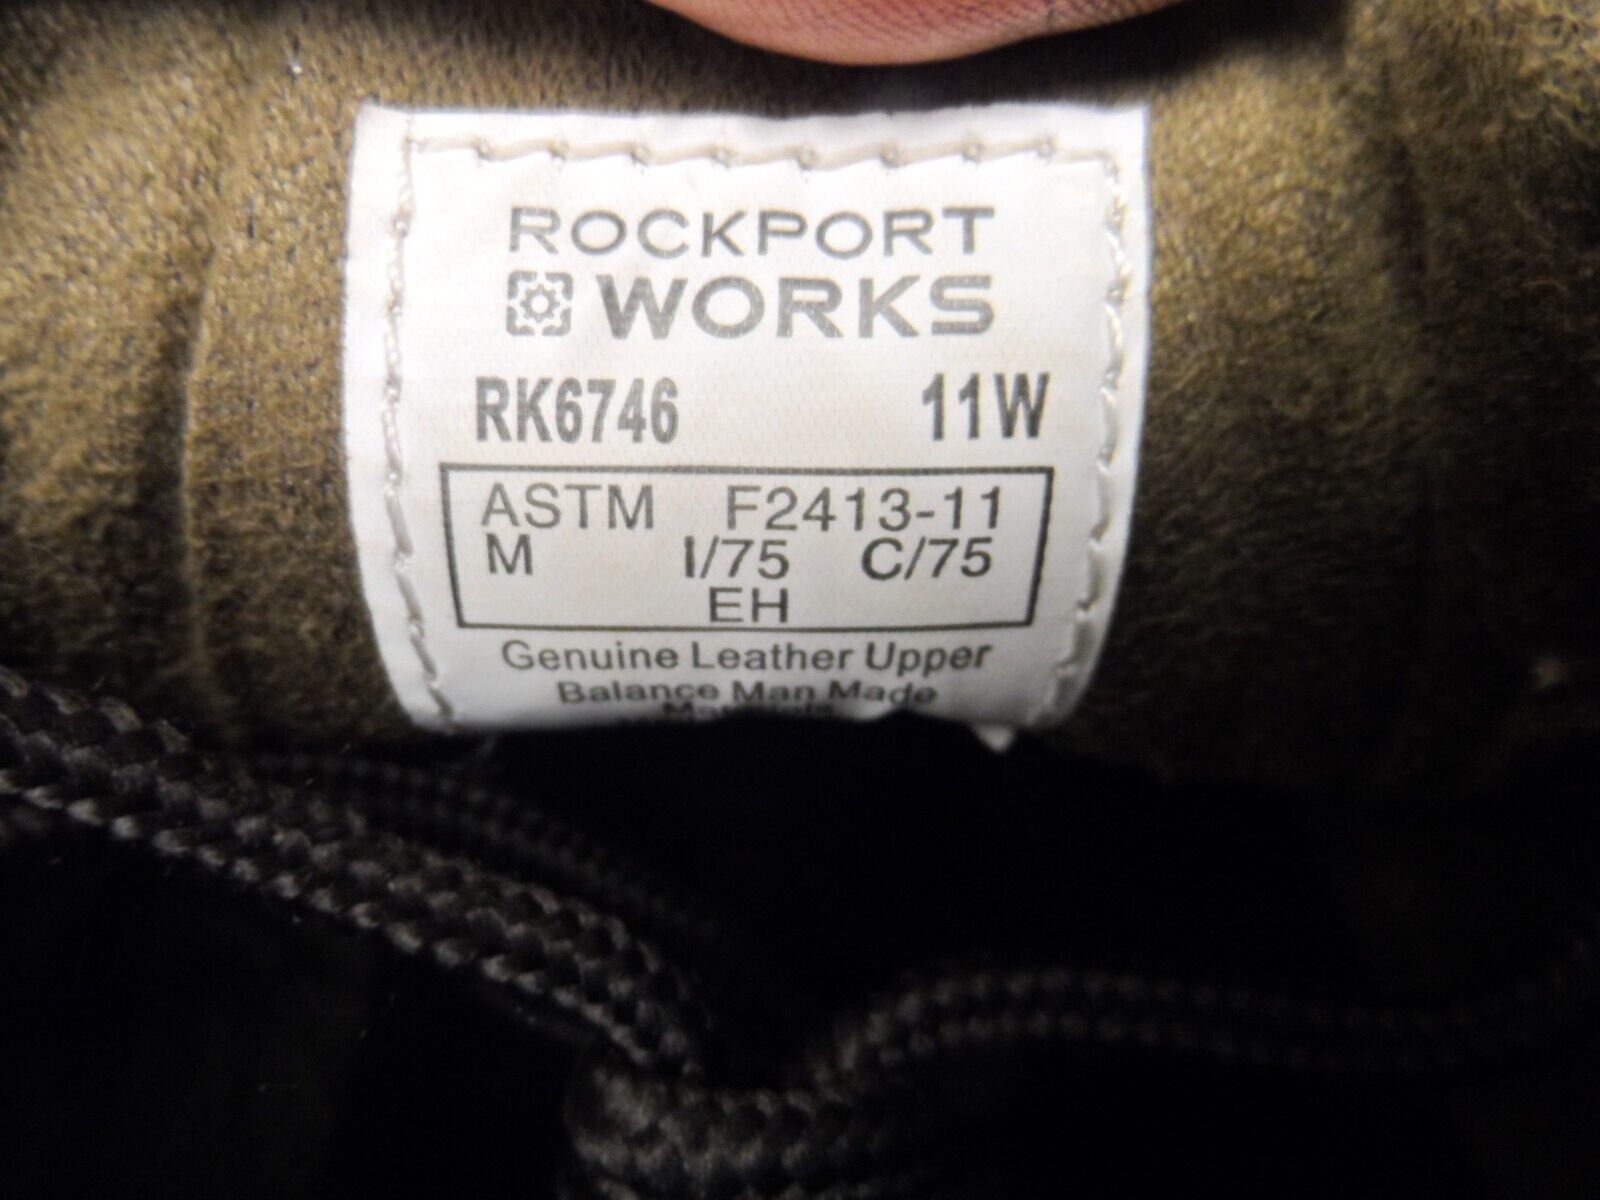 ROCKPORT
WORKS
RK6746 11W
ASTM F2413-11
M I/75 C/75
EH
Genuine Leather Upper
Balance Man Made